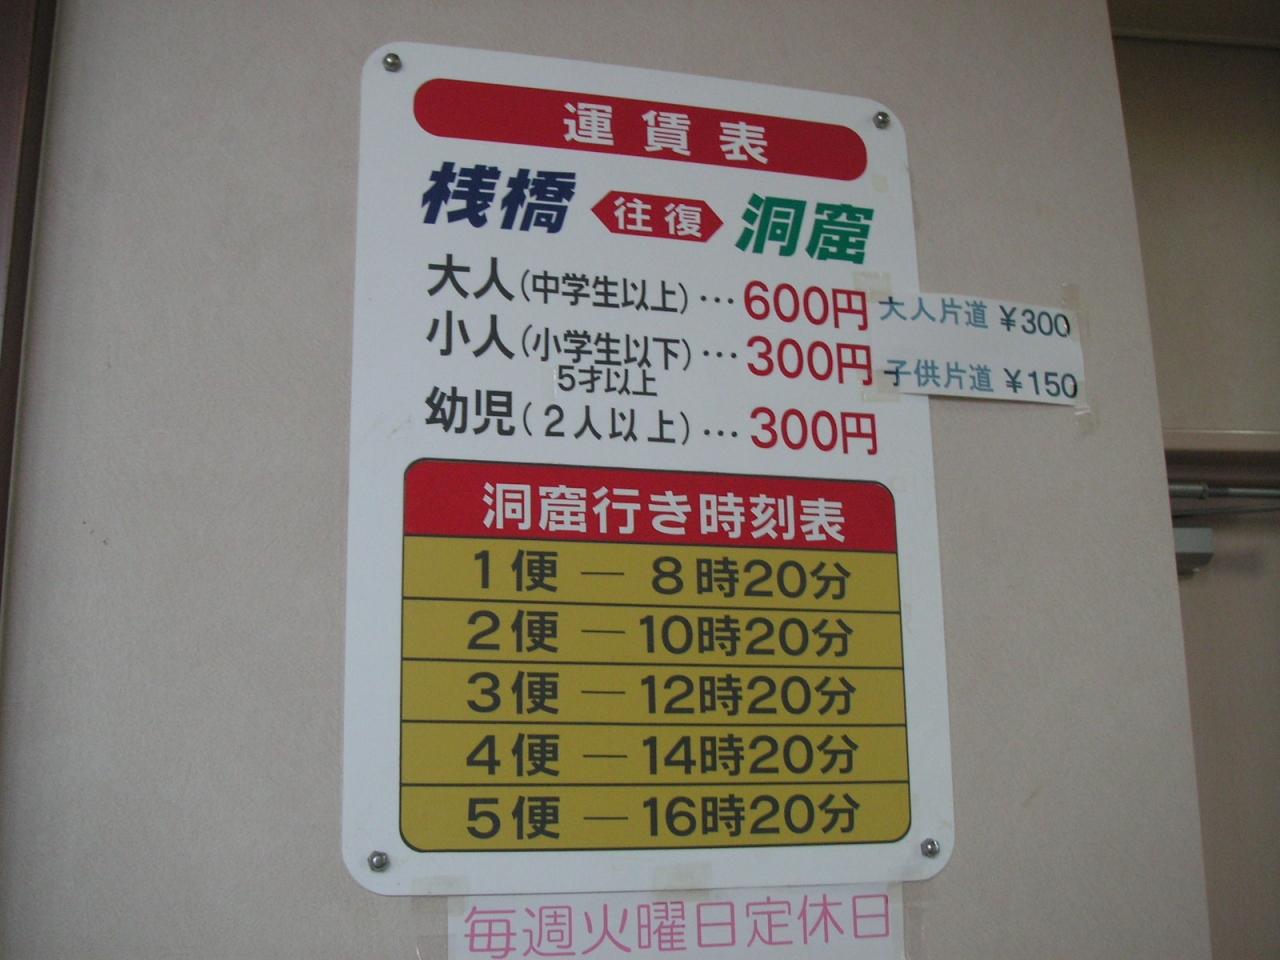 運賃表
桟橋 往復 洞窟
大人(中学生以上)…600円 大人片道 ¥300
小人(小学生以下)…300円 子供片道 ¥150
5才以上
幼児(2人以上)…300円
洞窟行き時刻表
1便 ― 8時20分
2便 ― 10時20分
3便 ― 12時20分
4便 ― 14時20分
5便 ― 16時20分
毎週火曜日定休日